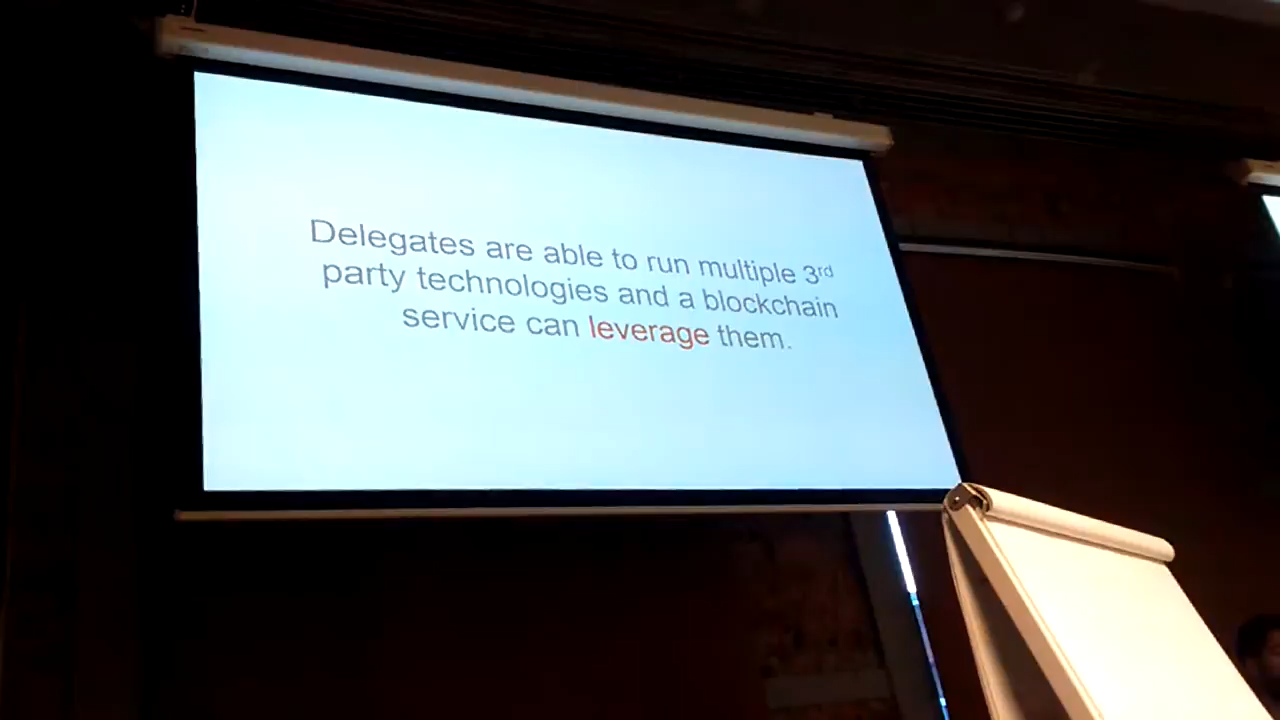 Delegates are able to run multiple 3rd
party technologies and a blockchain
service can leverage them.